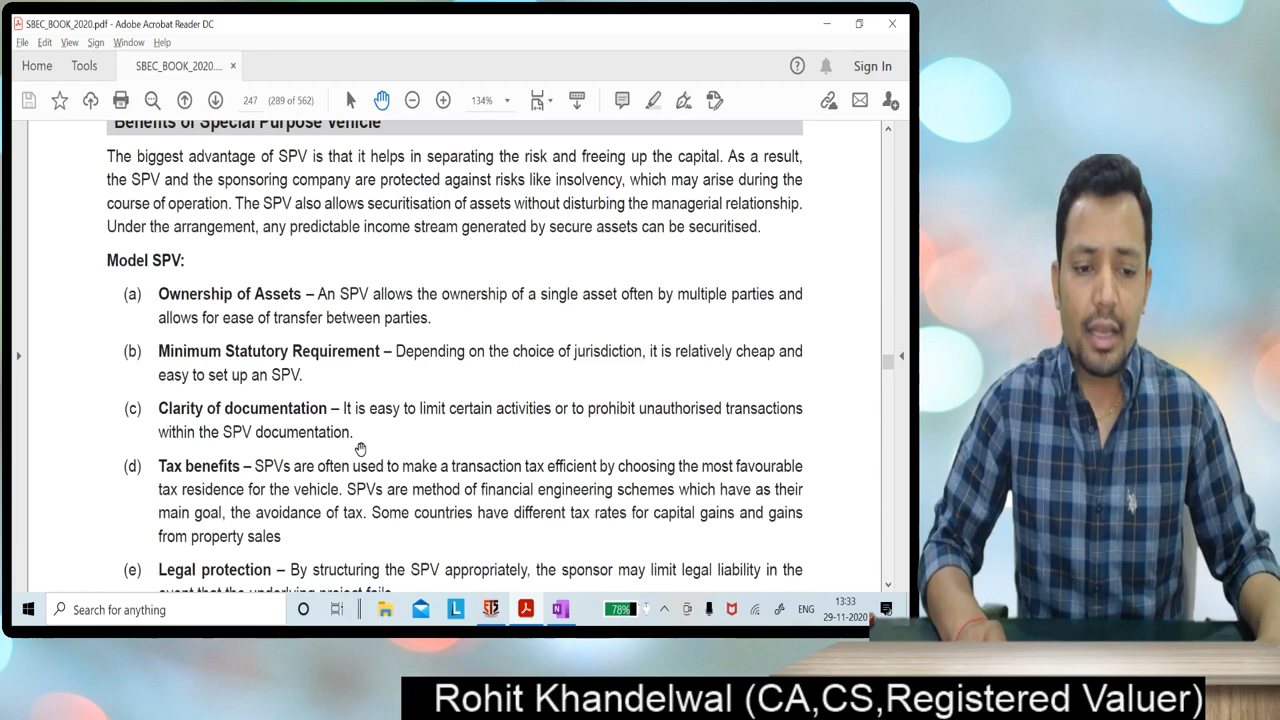 SBEC_BOOK_2020.pdf - Adobe Acrobat Reader DC
File Edit View Sign Window Help
Home Tools SBEC_BOOK_2020.... × Sign In
247 (289 of 562) 134%
Benefits of Special Purpose Vehicle
The biggest advantage of SPV is that it helps in separating the risk and freeing up the capital. As a result,
the SPV and the sponsoring company are protected against risks like insolvency, which may arise during the
course of operation. The SPV also allows securitisation of assets without disturbing the managerial relationship.
Under the arrangement, any predictable income stream generated by secure assets can be securitised.
Model SPV:
(a) Ownership of Assets – An SPV allows the ownership of a single asset often by multiple parties and
allows for ease of transfer between parties.
(b) Minimum Statutory Requirement – Depending on the choice of jurisdiction, it is relatively cheap and
easy to set up an SPV.
(c) Clarity of documentation – It is easy to limit certain activities or to prohibit unauthorised transactions
within the SPV documentation.
(d) Tax benefits – SPVs are often used to make a transaction tax efficient by choosing the most favourable
tax residence for the vehicle. SPVs are method of financial engineering schemes which have as their
main goal, the avoidance of tax. Some countries have different tax rates for capital gains and gains
from property sales
(e) Legal protection – By structuring the SPV appropriately, the sponsor may limit legal liability in the
event that the underlying project fails
Search for anything 78% ENG 13:33
29-11-2020
Rohit Khandelwal (CA,CS,Registered Valuer)